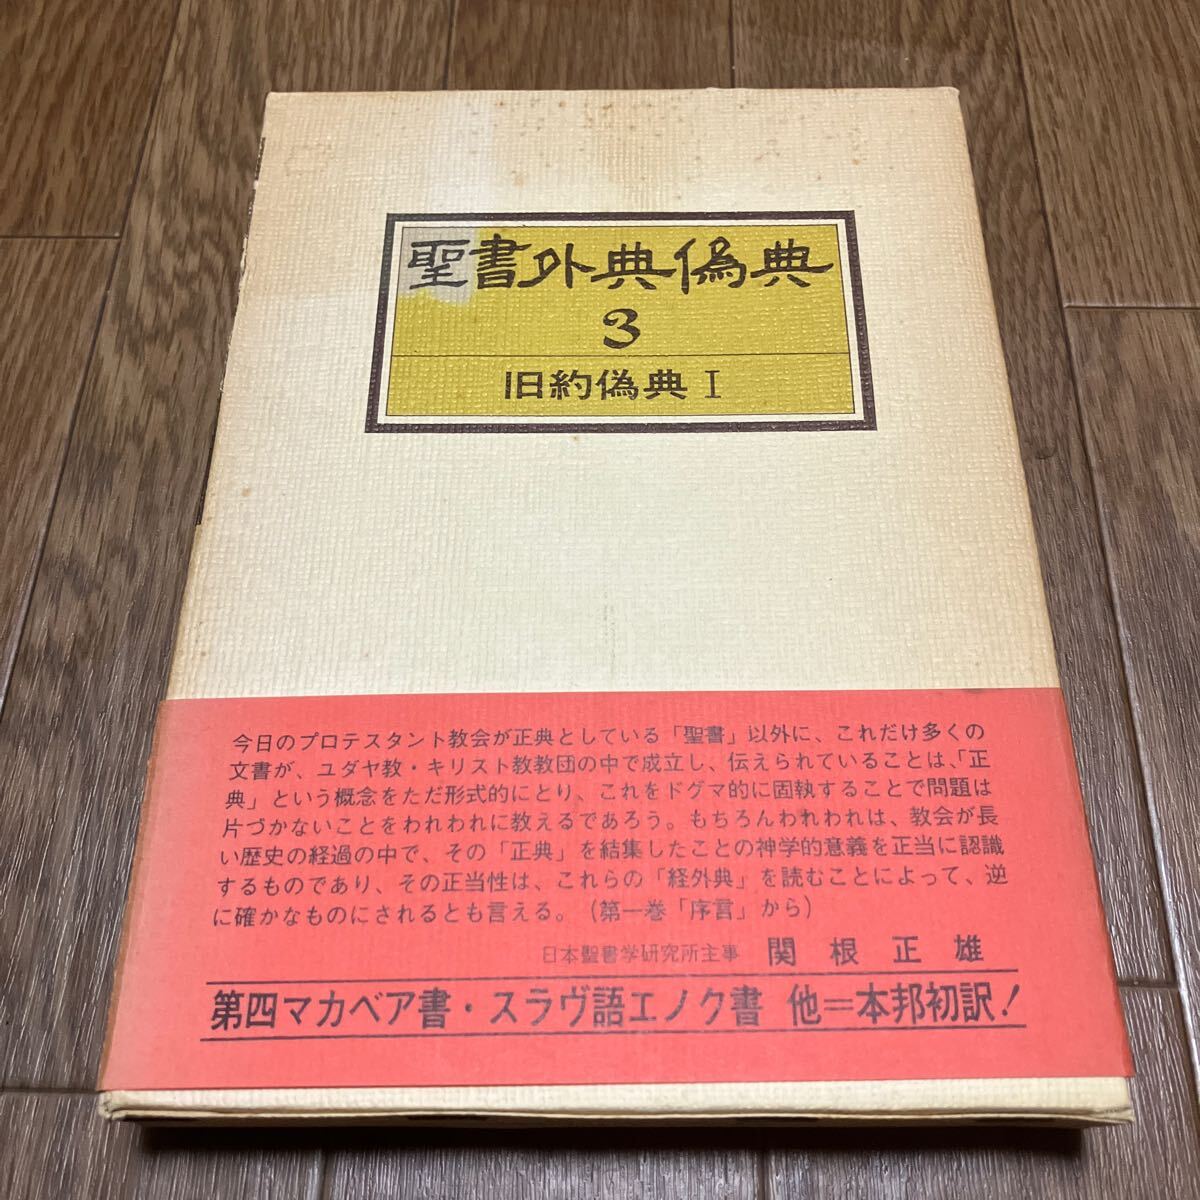 聖書外典偽典
3
旧約偽典 I
今日のプロテスタント教会が正典としている「聖書」以外に、これだけ多くの
文書が、ユダヤ教・キリスト教教団の中で成立し、伝えられていることは、「正
典」という概念をただ形式的にとり、これをドグマ的に固執することで問題は
片づかないことをわれわれに教えるであろう。もちろんわれわれは、教会が長
い歴史の経過の中で、その「正典」を結集したことの神学的意義を正当に認識
するものであり、その正当性は、これらの「経外典」を読むことによって、逆
に確かなものにされるとも言える。（第一巻「序言」から）
日本聖書学研究所主事 関根正雄
第四マカベア書・スラヴ語エノク書 他＝本邦初訳！